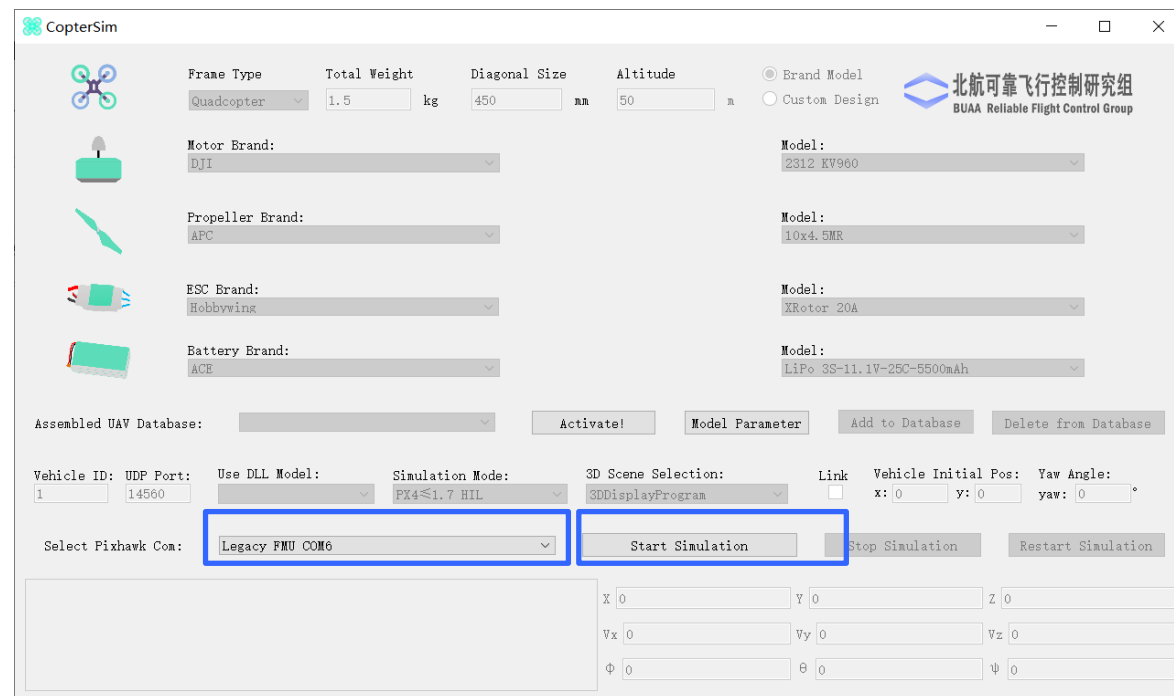 CopterSim
Frame Type Total Weight Diagonal Size Altitude Brand Model
Quadcopter 1.5 kg 450 mm 50 m Custom Design
北航可靠飞行控制研究组
BUAA Reliable Flight Control Group
Motor Brand: Model:
DJI 2312 KV960
Propeller Brand: Model:
APC 10x4.5MR
ESC Brand: Model:
Hobbywing XRotor 20A
Battery Brand: Model:
ACE LiPo 3S-11.1V-25C-5500mAh
Assembled UAV Database: Activate! Model Parameter Add to Database Delete from Database
Vehicle ID: UDP Port: Use DLL Model: Simulation Mode: 3D Scene Selection: Link Vehicle Initial Pos: Yaw Angle:
1 14560 PX4≤1.7 HIL 3DDisplayProgram x: 0 y: 0 yaw: 0 °
Select Pixhawk Com: Legacy FMU COM6 Start Simulation Stop Simulation Restart Simulation
X 0 Y 0 Z 0
Vx 0 Vy 0 Vz 0
Φ 0 θ 0 ψ 0